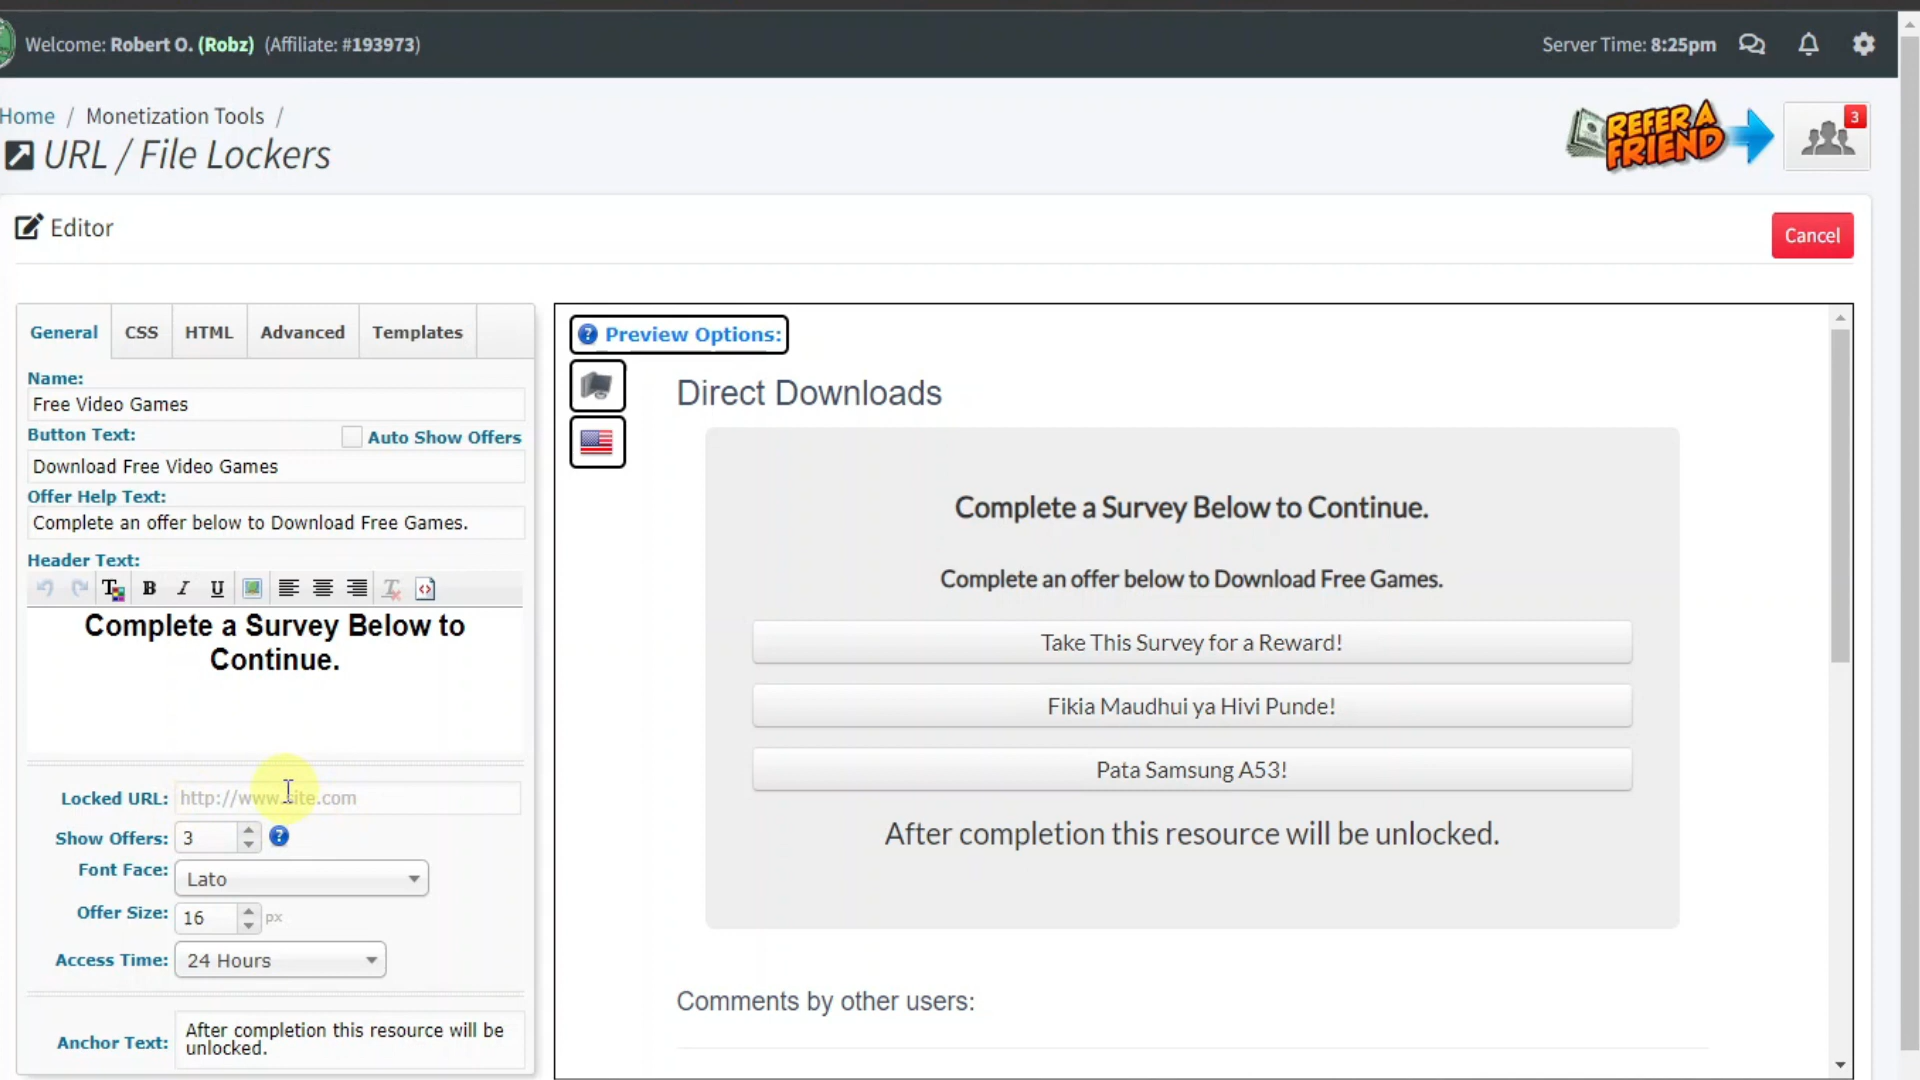 Welcome: Robert O. (Robz) (Affiliate: #193973)
Server Time: 8:25pm
Home / Monetization Tools /
URL / File Lockers
REFER A
FRIEND
3
Editor
Cancel
General CSS HTML Advanced Templates
Name:
Free Video Games
Button Text:
Auto Show Offers
Download Free Video Games
Offer Help Text:
Complete an offer below to Download Free Games.
Header Text:
B I U
Complete a Survey Below to
Continue.
Locked URL: http://www.site.com
Show Offers: 3
Font Face: Lato
Offer Size: 16 px
Access Time: 24 Hours
Anchor Text: After completion this resource will be
unlocked.
Preview Options:
Direct Downloads
Complete a Survey Below to Continue.
Complete an offer below to Download Free Games.
Take This Survey for a Reward!
Fikia Maudhui ya Hivi Punde!
Pata Samsung A53!
After completion this resource will be unlocked.
Comments by other users: